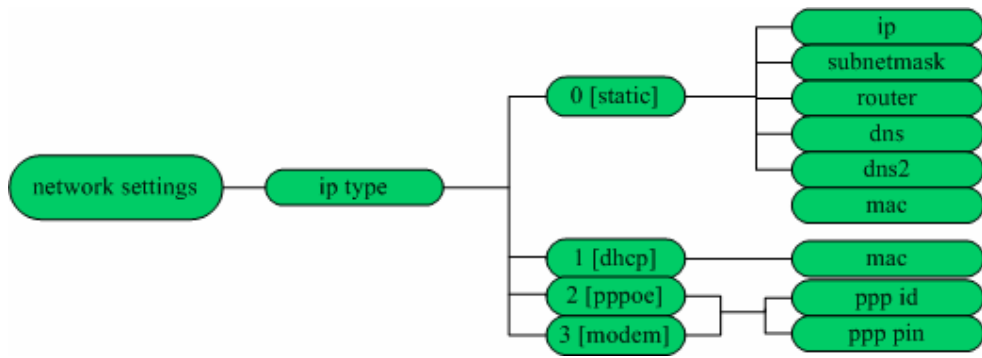 network settings
ip type
0 [static]
ip
subnetmask
router
dns
dns2
mac
1 [dhcp]
mac
2 [pppoe]
3 [modem]
ppp id
ppp pin